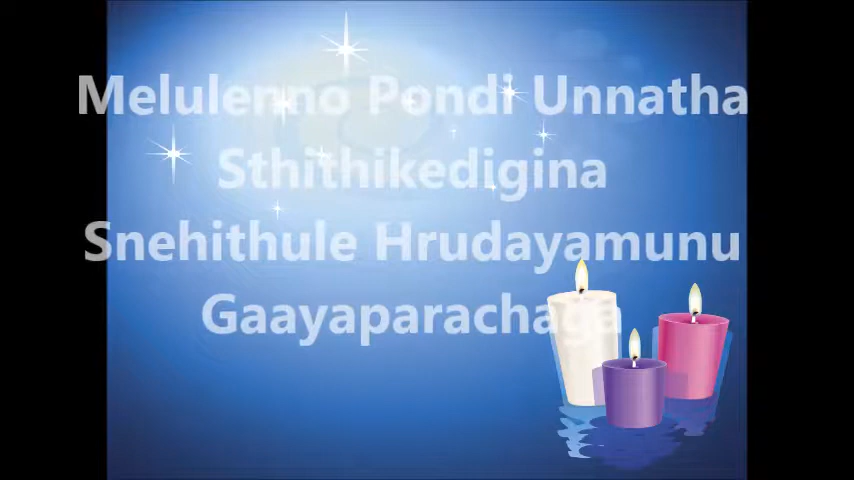 Melulenno Pondi Unnatha
Sthithikedigina
Snehithule Hrudayamunu
Gaayaparachaga